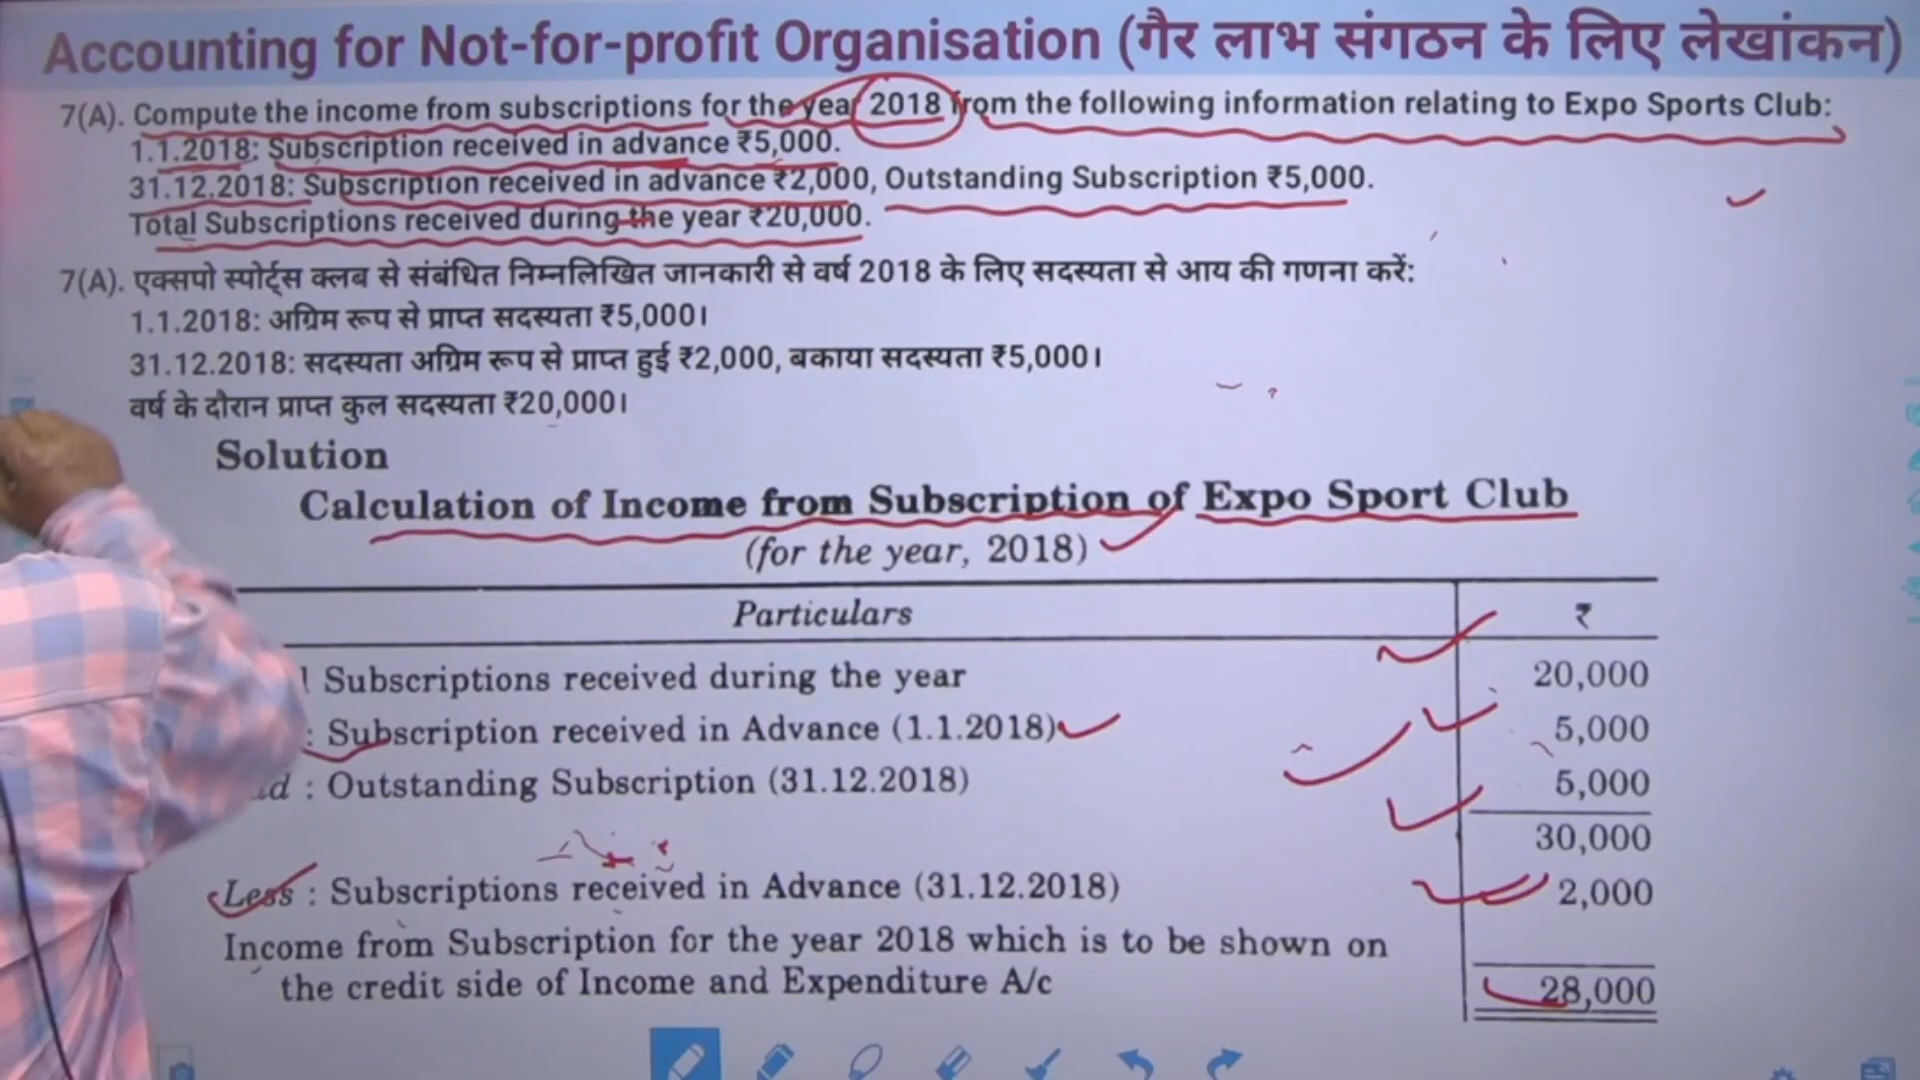 Accounting for Not-for-profit Organisation (गैर लाभ संगठन के लिए लेखांकन)
7(A). Compute the income from subscriptions for the year 2018 from the following information relating to Expo Sports Club:
1.1.2018: Subscription received in advance ₹5,000.
31.12.2018: Subscription received in advance ₹2,000, Outstanding Subscription ₹5,000.
Total Subscriptions received during the year ₹20,000.
7(A). एक्सपो स्पोर्ट्स क्लब से संबंधित निम्नलिखित जानकारी से वर्ष 2018 के लिए सदस्यता से आय की गणना करें:
1.1.2018: अग्रिम रूप से प्राप्त सदस्यता ₹5,000।
31.12.2018: सदस्यता अग्रिम रूप से प्राप्त हुई ₹2,000, बकाया सदस्यता ₹5,000।
वर्ष के दौरान प्राप्त कुल सदस्यता ₹20,000।
Solution
Calculation of Income from Subscription of Expo Sport Club
(for the year, 2018)
Particulars ₹
Subscriptions received during the year 20,000
: Subscription received in Advance (1.1.2018) 5,000
: Outstanding Subscription (31.12.2018) 5,000
30,000
Less : Subscriptions received in Advance (31.12.2018) 2,000
Income from Subscription for the year 2018 which is to be shown on
the credit side of Income and Expenditure A/c 28,000